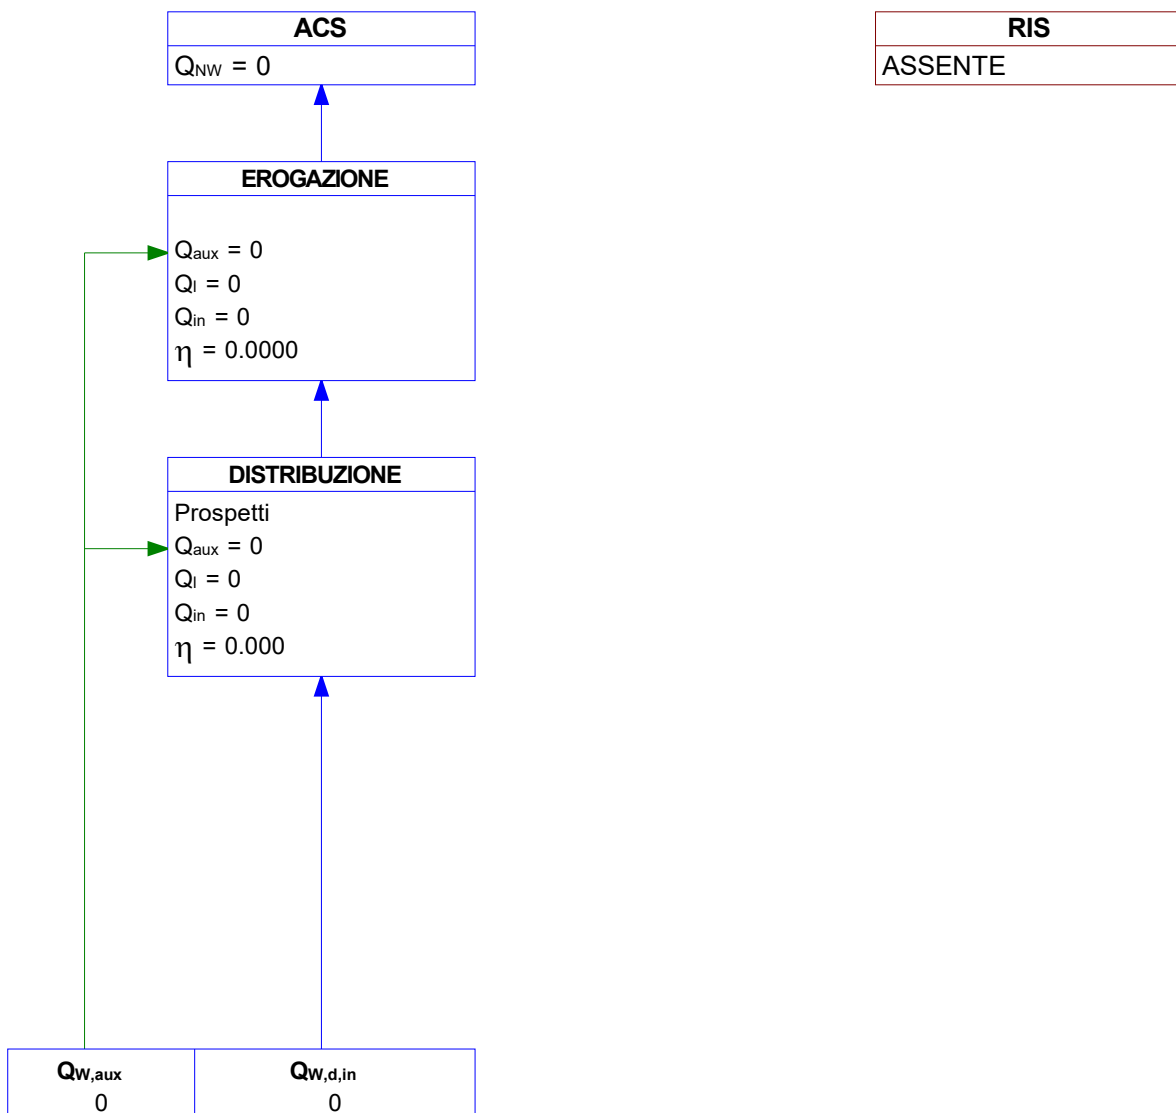 ACS
QNW = 0
RIS
ASSENTE
EROGAZIONE
Qaux = 0
Ql = 0
Qin = 0
η = 0.0000
DISTRIBUZIONE
Prospetti
Qaux = 0
Ql = 0
Qin = 0
η = 0.000
QW,aux
0
QW,d,in
0